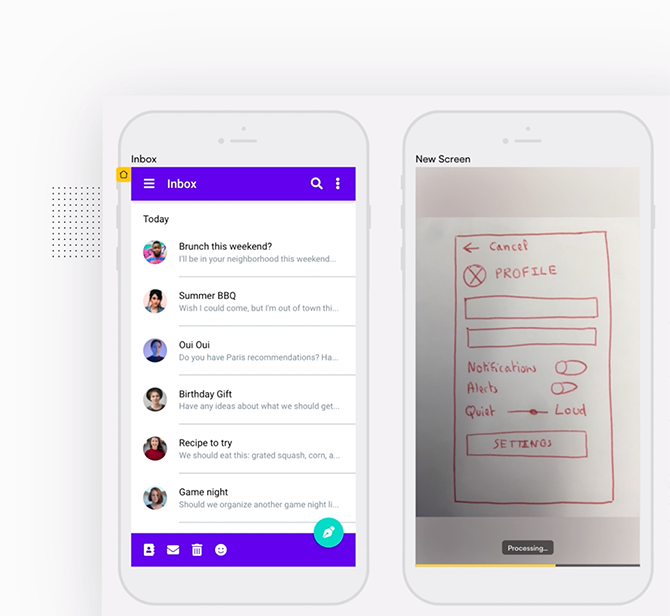 Inbox
Inbox
Today
Brunch this weekend?
I'll be in your neighborhood this weekend...
Summer BBQ
Wish I could come, but I'm out of town thi...
Oui Oui
Do you have Paris recommendations? Ha...
Birthday Gift
Have any ideas about what we should get...
Recipe to try
We should eat this: grated squash, corn, a...
Game night
Should we organize another game night li...
New Screen
← Cancel
PROFILE
Notifications
Alerts
Quiet Loud
SETTINGS
Processing...